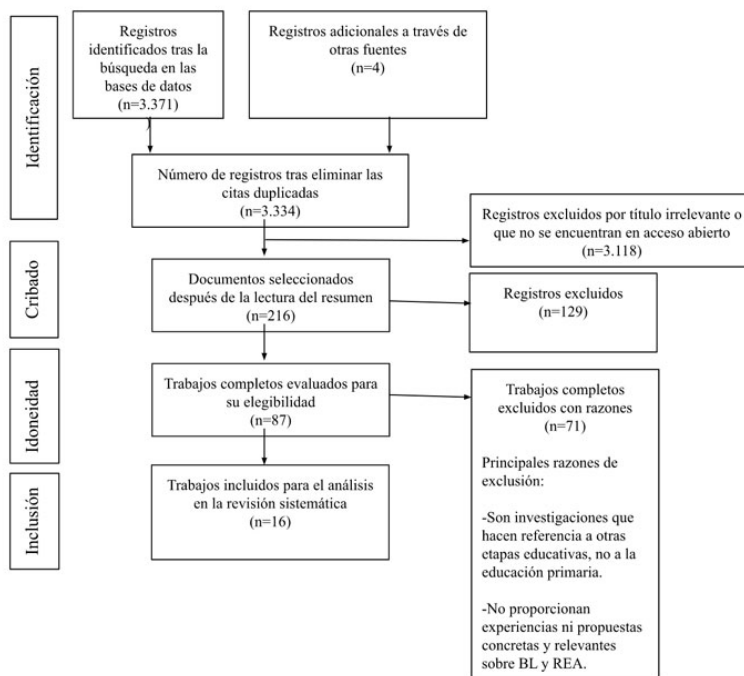 Registros
identificados tras la
búsqueda en las
bases de datos
(n=3.371)
)
Registros adicionales a través de
otras fuentes
(n=4)
Identificación
Número de registros tras eliminar las
citas duplicadas
(n=3.334)
Registros excluidos por título irrelevante o
que no se encuentran en acceso abierto
(n=3.118)
Cribado
Documentos seleccionados
después de la lectura del resumen
(n=216)
Registros excluidos
(n=129)
Idoneidad
Trabajos completos evaluados para
su elegibilidad
(n=87)
Trabajos completos
excluidos con razones
(n=71)
Principales razones de
exclusión:
-Son investigaciones que
hacen referencia a otras
etapas educativas, no a la
educación primaria.
-No proporcionan
experiencias ni propuestas
concretas y relevantes
sobre BL y REA.
Inclusión
Trabajos incluidos para el análisis
en la revisión sistemática
(n=16)